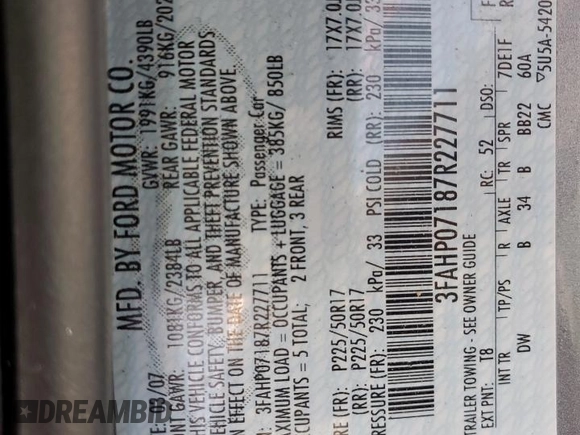 MFD. BY FORD MOTOR CO.
03/07 GVWR: 1991KG/4390LB
GAWR: 1081KG/2384LB REAR GAWR: 916KG/202
THIS VEHICLE CONFORMS TO ALL APPLICABLE FEDERAL MOTOR
VEHICLE SAFETY, BUMPER, AND THEFT PREVENTION STANDARDS
IN EFFECT ON THE DATE OF MANUFACTURE SHOWN ABOVE.
3FAHP07187R227711 TYPE: Passenger Car
MAXIMUM LOAD = OCCUPANTS + LUGGAGE = 385KG/ 850LB
OCCUPANTS = 5 TOTAL; 2 FRONT, 3 REAR
(FR): P225/50R17 RIMS (FR): 17X7.0
(RR): P225/50R17 (RR): 17X7.0
PRESSURE (FR): 230 kPa/ 33 PSI COLD (RR): 230 kPa/ 33
3FAHP07187R227711
TRAILER TOWING - SEE OWNER GUIDE
EXT PNT: T8 RC: 52 DSO:
INT TR TP/PS R AXLE TR SPR 7DE1F
DW B 34 B BB22 60A
CMC ▽5U5A-5420
DREAMBID